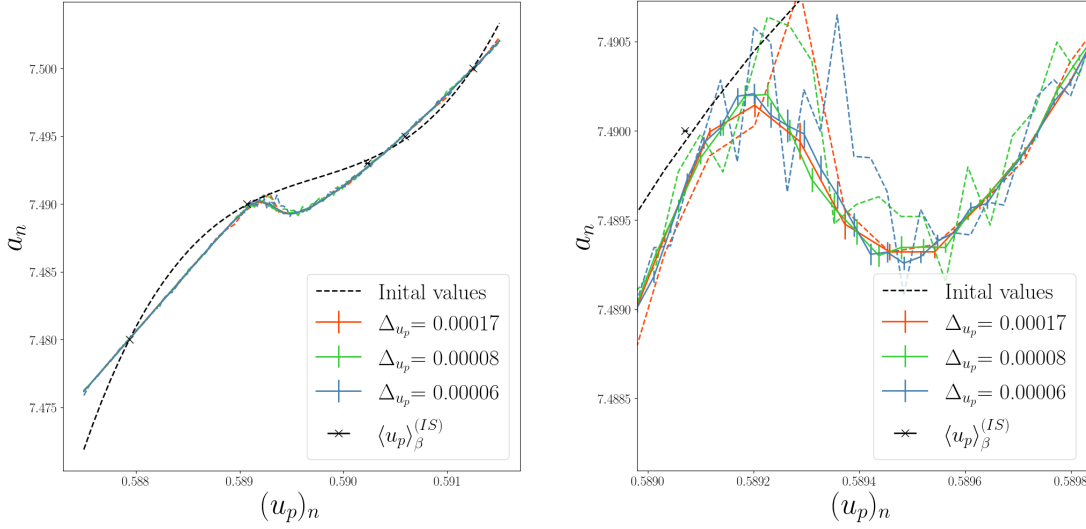 7.500
7.495
7.490
7.485
7.480
7.475
a_n
0.588
0.589
0.590
0.591
(u_p)_n
Inital values
Δ_{u_p}= 0.00017
Δ_{u_p}= 0.00008
Δ_{u_p}= 0.00006
⟨u_p⟩_β^{(IS)}
7.4905
7.4900
7.4895
7.4890
7.4885
a_n
0.5890
0.5892
0.5894
0.5896
0.5898
(u_p)_n
Inital values
Δ_{u_p}= 0.00017
Δ_{u_p}= 0.00008
Δ_{u_p}= 0.00006
⟨u_p⟩_β^{(IS)}